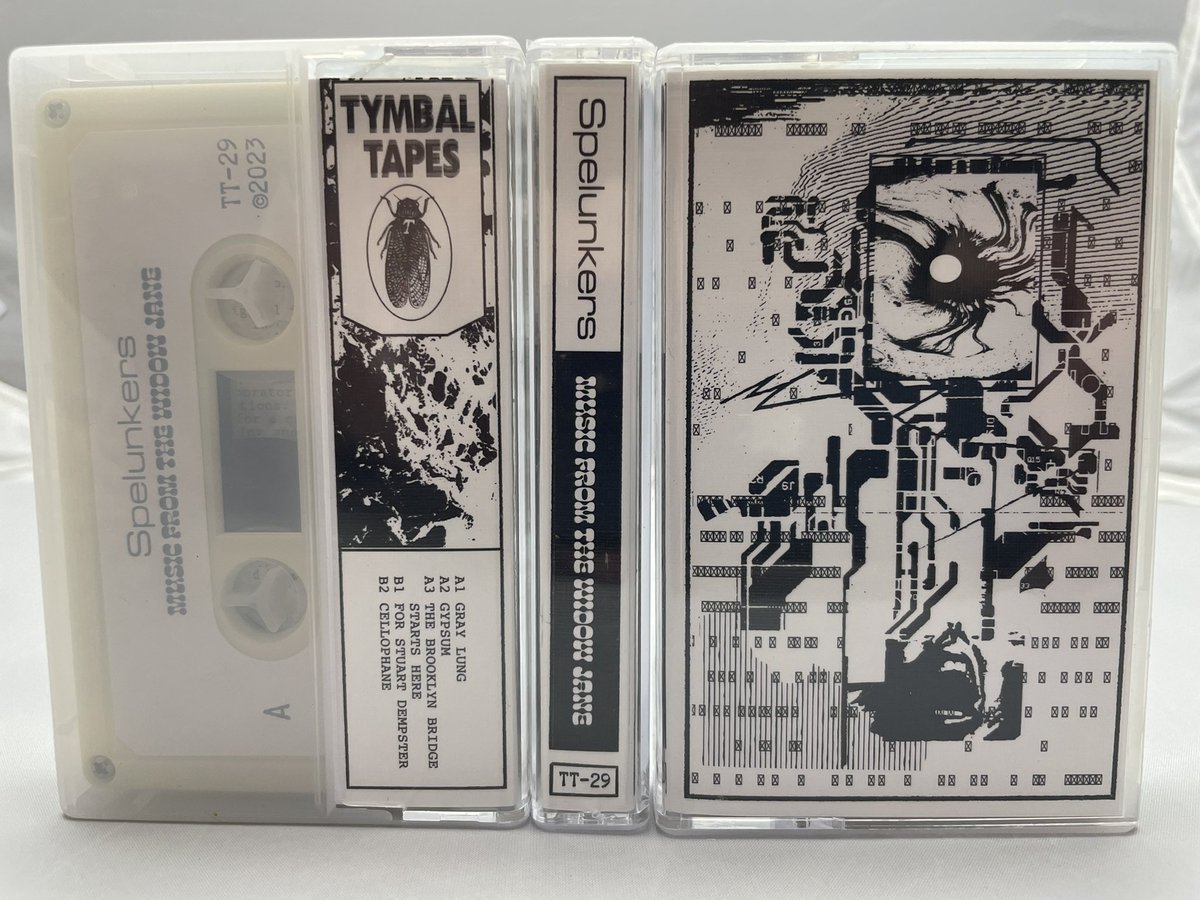 TT-29
©2023
Spelunkers
MUSIC FROM THE WIDOW JANE
A
TYMBAL
TAPES
T
A1 GRAY LUNG
A2 GYPSUM
A3 THE BROOKLYN BRIDGE
STARTS HERE
B1 FOR STUART DEMPSTER
B2 CELLOPHANE
Spelunkers
MUSIC FROM THE WIDOW JANE
TT-29